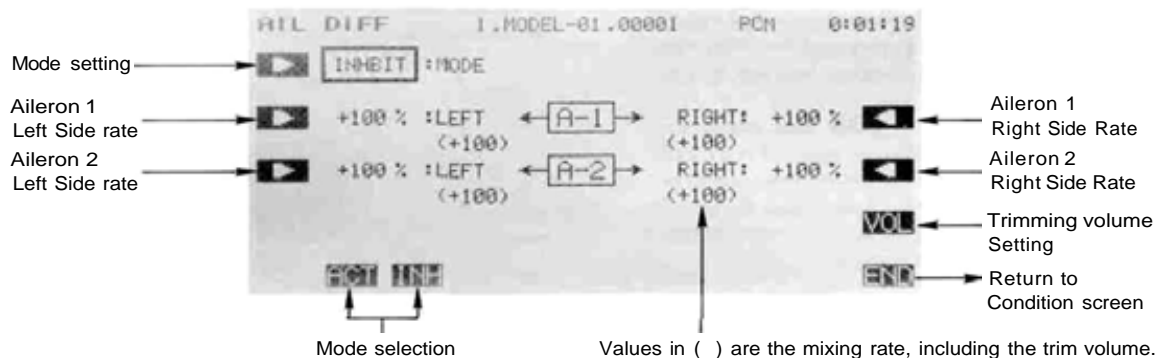 AIL DIFF 1.MODEL-01.00001 PCM 0:01:19
Mode setting INHBIT :MODE
Aileron 1 Left Side rate +100 % :LEFT A-1 RIGHT: +100 % Aileron 1 Right Side Rate
(+100) (+100)
Aileron 2 Left Side rate +100 % :LEFT A-2 RIGHT: +100 % Aileron 2 Right Side Rate
(+100) (+100)
VOL Trimming volume Setting
ACT INH END Return to Condition screen
Mode selection Values in ( ) are the mixing rate, including the trim volume.